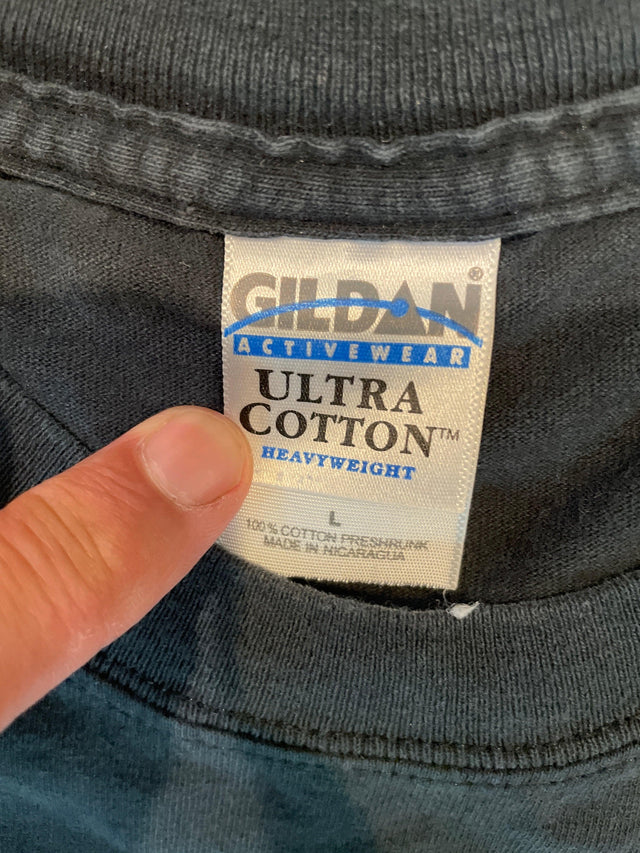 GILDAN®
ACTIVEWEAR
ULTRA
COTTON™
HEAVYWEIGHT
L
100% COTTON PRESHRUNK
MADE IN NICARAGUA